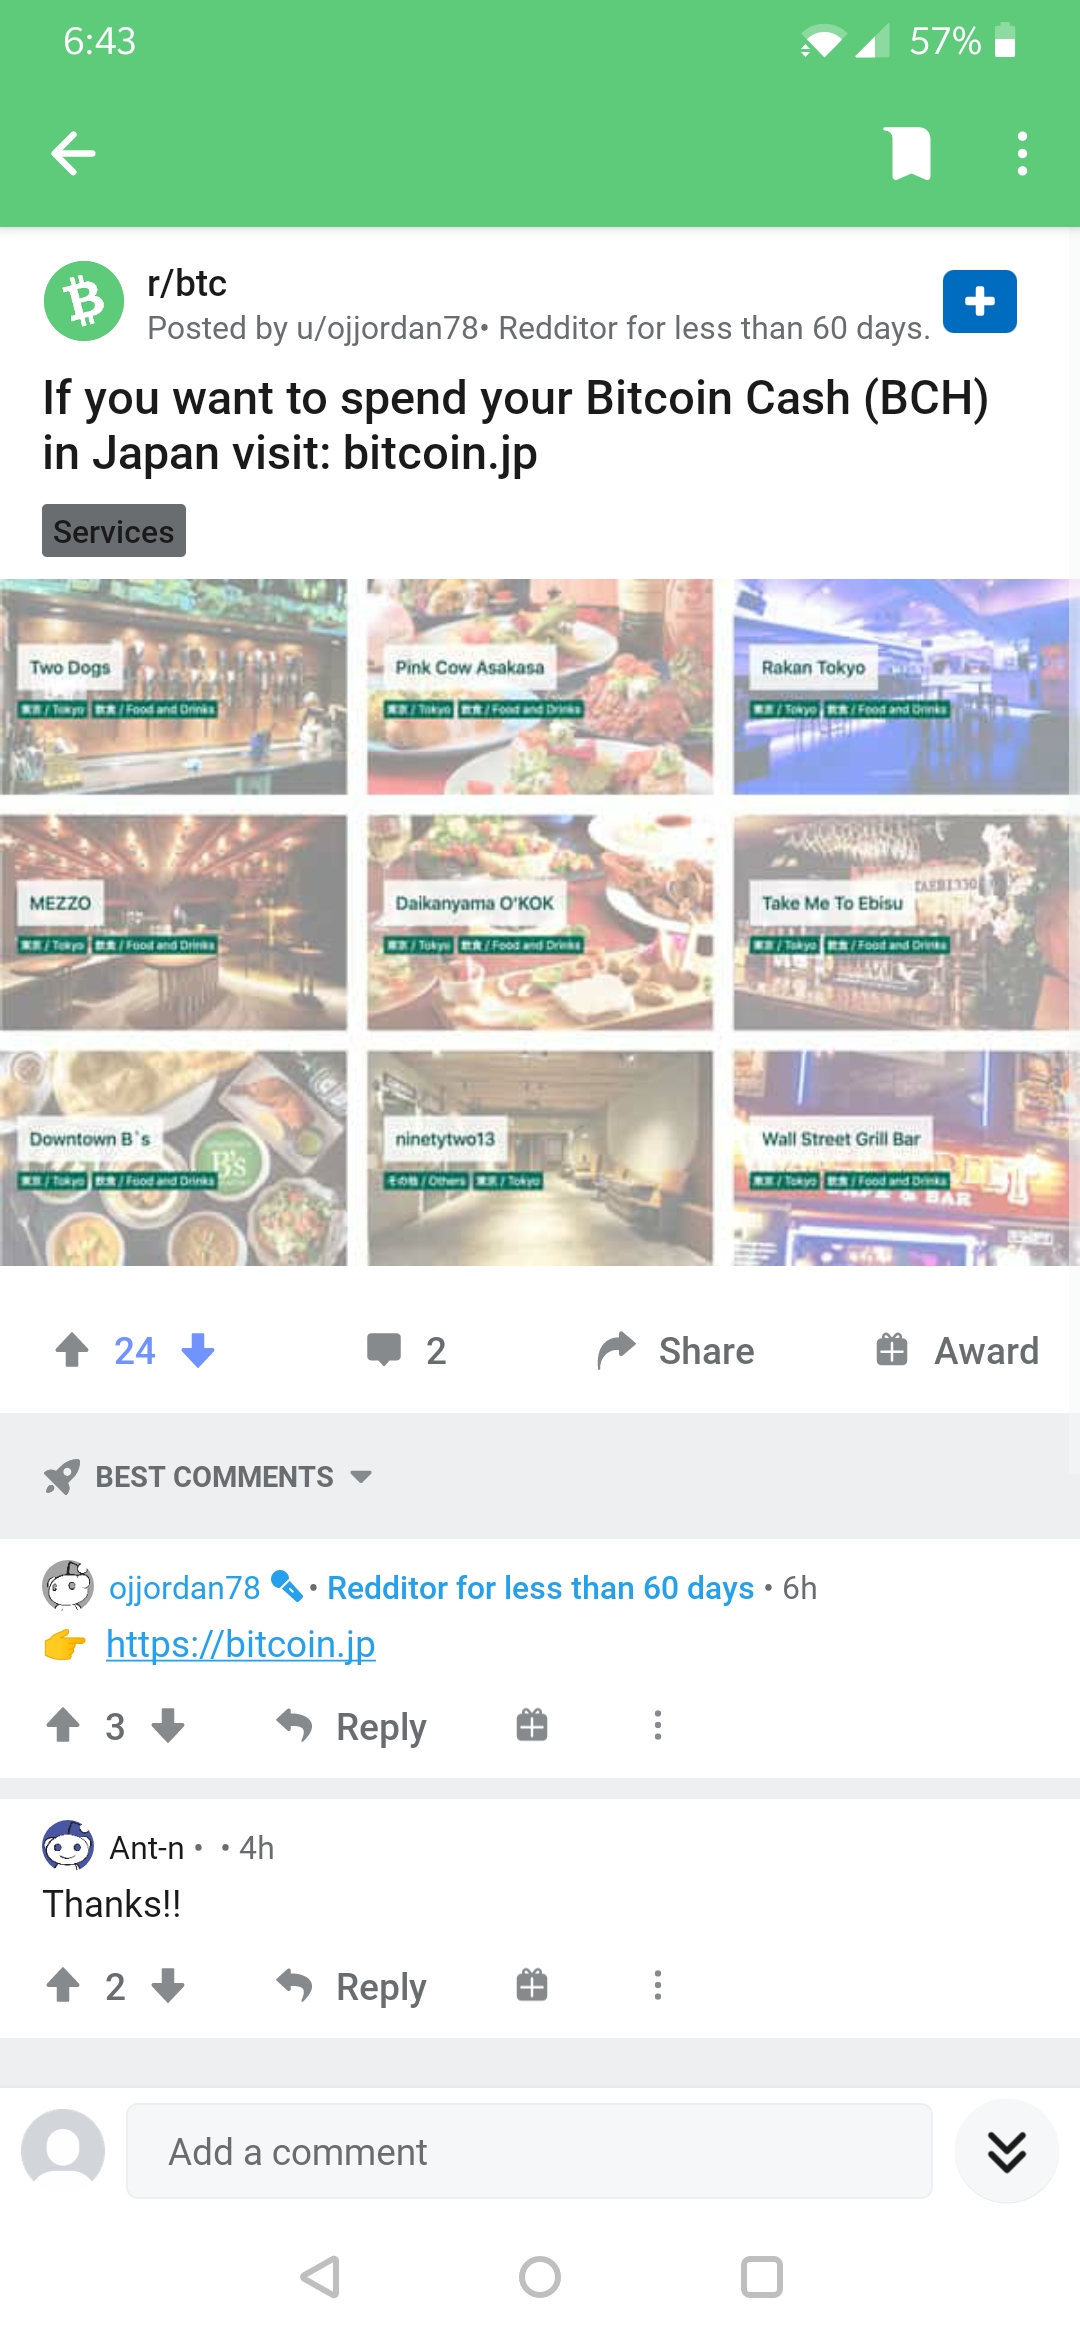 6:43
57%
r/btc
Posted by u/ojjordan78• Redditor for less than 60 days.
If you want to spend your Bitcoin Cash (BCH)
in Japan visit: bitcoin.jp
Services
Two Dogs
東京 / Tokyo 飲食 / Food and Drinks
Pink Cow Asakasa
東京 / Tokyo 飲食 / Food and Drinks
Rakan Tokyo
東京 / Tokyo 飲食 / Food and Drinks
MEZZO
東京 / Tokyo 飲食 / Food and Drinks
Daikanyama O'KOK
東京 / Tokyo 飲食 / Food and Drinks
Take Me To Ebisu
東京 / Tokyo 飲食 / Food and Drinks
Downtown B`s
東京 / Tokyo 飲食 / Food and Drinks
B's
ninetytwo13
その他 / Others 東京 / Tokyo
Wall Street Grill Bar
東京 / Tokyo 飲食 / Food and Drinks
& BAR
24 2 Share Award
BEST COMMENTS
ojjordan78 • Redditor for less than 60 days • 6h
👉 https://bitcoin.jp
3 Reply
Ant-n • • 4h
Thanks!!
2 Reply
Add a comment